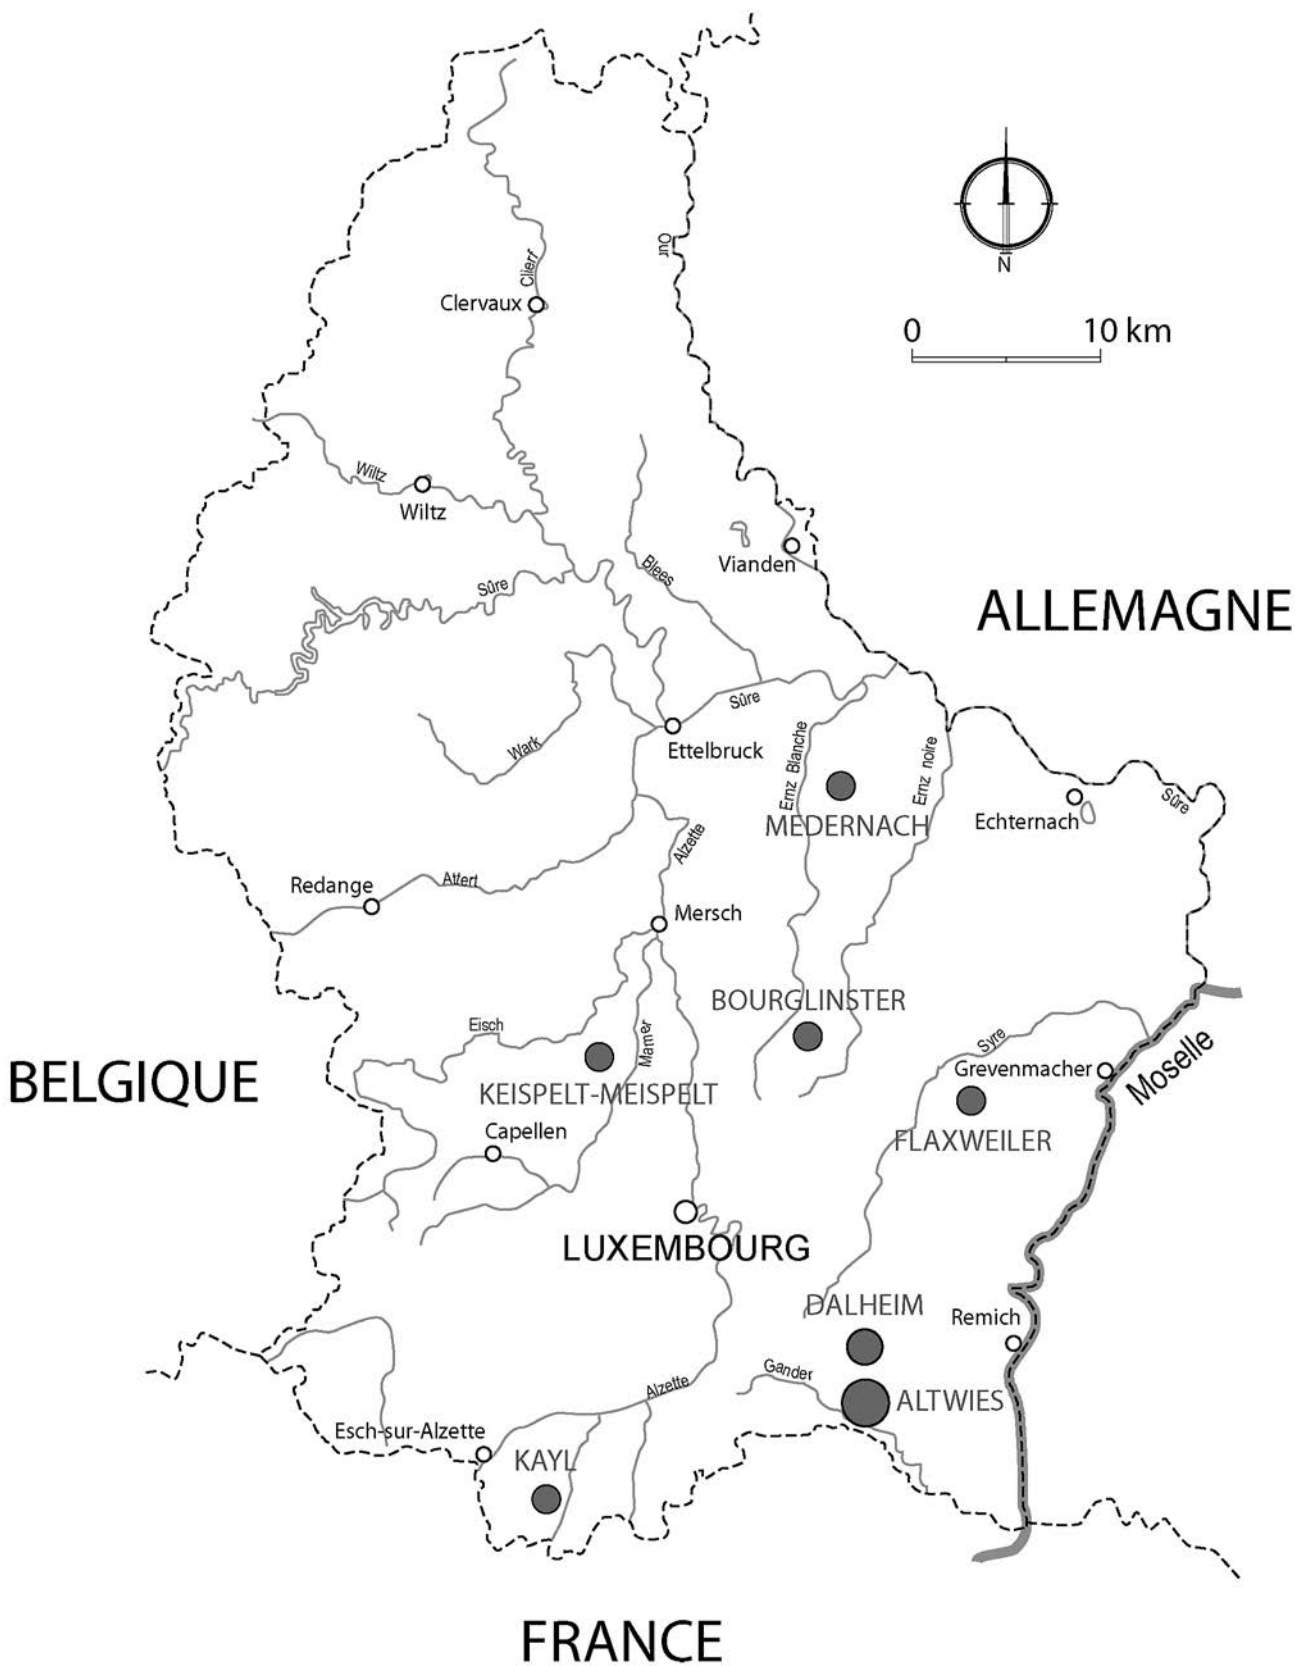 Our
N
Clierf
Clervaux
0 10 km
Wiltz
Wiltz
Vianden
Blees
Sûre
ALLEMAGNE
Sûre
Wark
Ettelbruck
Ernz Blanche
Ernz noire
MEDERNACH
Echternach
Sûre
Alzette
Attert
Redange
Mersch
BOURGLINSTER
Eisch
Mamer
Syre
Grevenmacher
Moselle
BELGIQUE
KEISPELT-MEISPELT
Capellen
FLAXWEILER
LUXEMBOURG
DALHEIM
Remich
Gander
Alzette
ALTWIES
Esch-sur-Alzette
KAYL
FRANCE